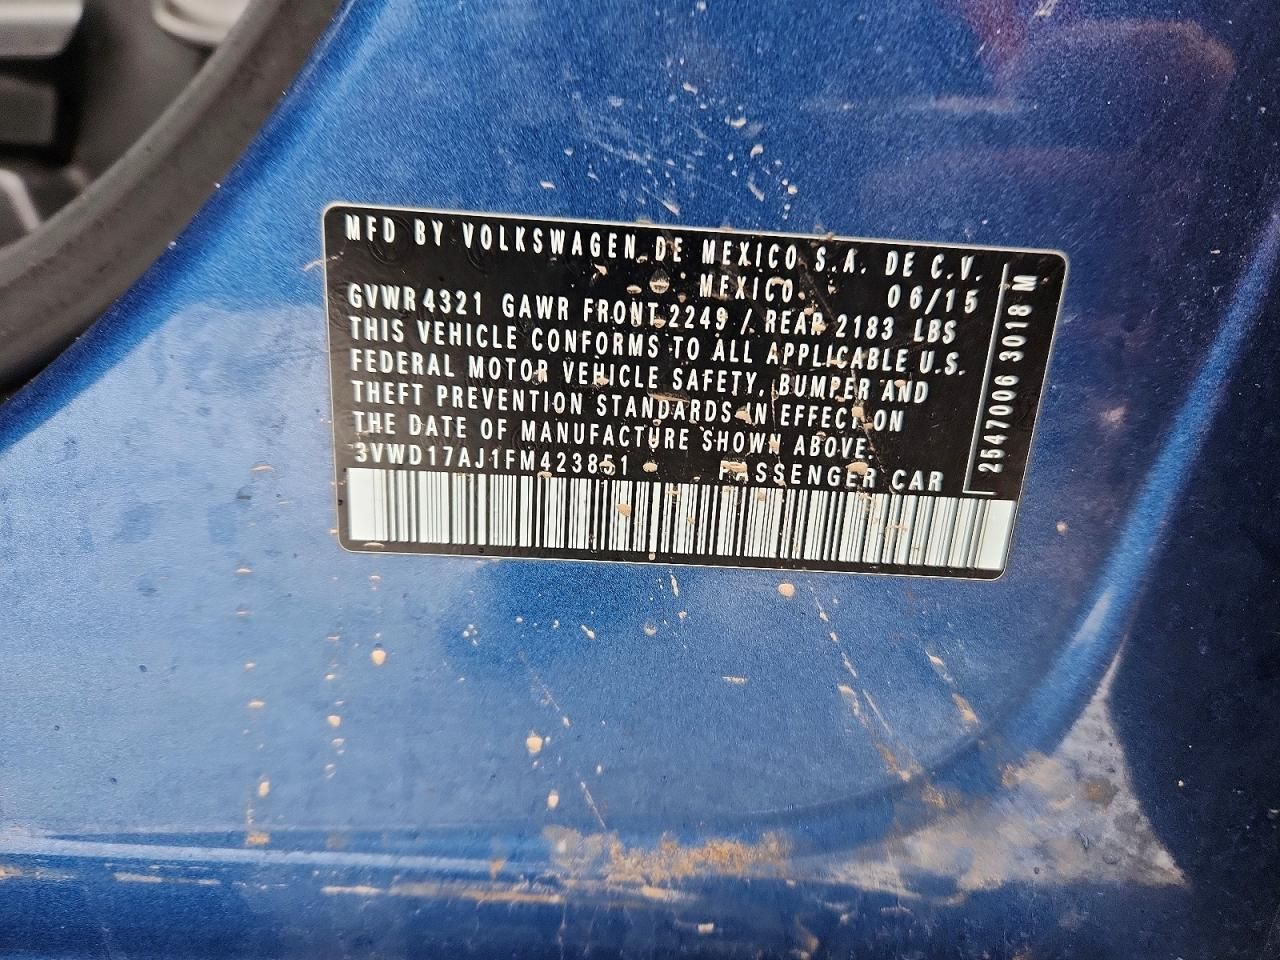 MFD BY VOLKSWAGEN DE MEXICO S.A. DE C.V.
MEXICO. 06/15
GVWR 4321 GAWR FRONT 2249 / REAR 2183 LBS
THIS VEHICLE CONFORMS TO ALL APPLICABLE U.S.
FEDERAL MOTOR VEHICLE SAFETY, BUMPER AND
THEFT PREVENTION STANDARDS IN EFFECT ON
THE DATE OF MANUFACTURE SHOWN ABOVE.
3VWD17AJ1FM423851 PASSENGER CAR
2547006 3018 M